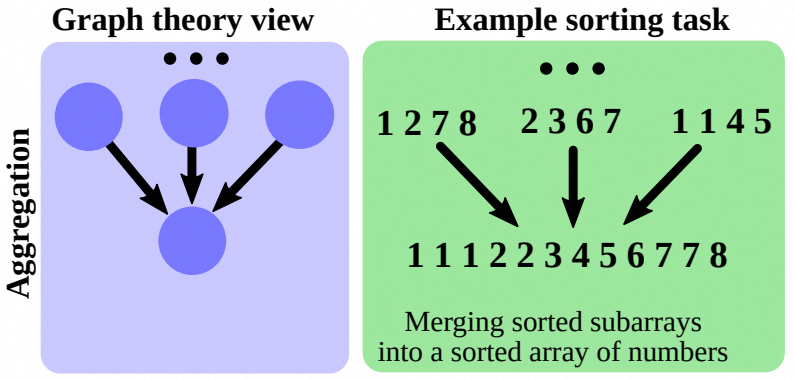 Graph theory view
Example sorting task
Aggregation
1 2 7 8
2 3 6 7
1 1 4 5
1 1 1 2 2 3 4 5 6 7 7 8
Merging sorted subarrays
into a sorted array of numbers